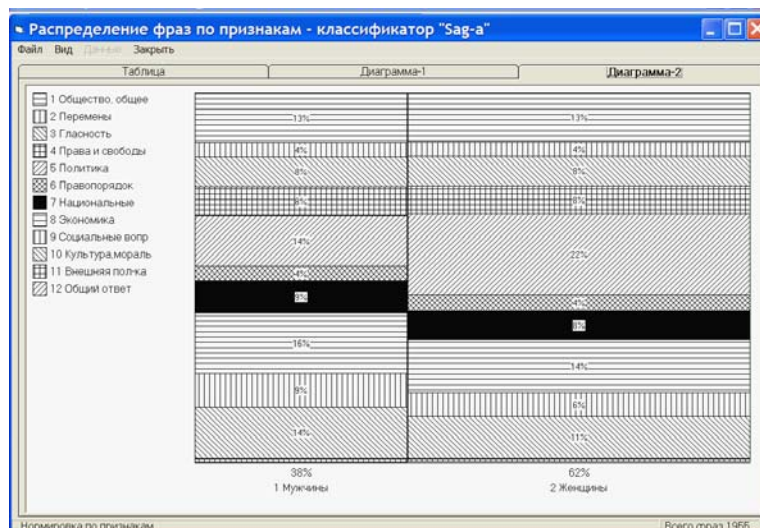 Распределение фраз по признакам - классификатор "Sag-a"
Файл Вид Данные Закрыть
Таблица Диаграмма-1 Диаграмма-2
1 Общество, общее
2 Перемены
3 Гласность
4 Права и свободы
5 Политика
6 Правопорядок
7 Национальные
8 Экономика
9 Социальные вопр
10 Культура,мораль
11 Внешняя пол-ка
12 Общий ответ
13% 13%
4% 4%
8% 8%
8% 8%
14% 22%
4% 4%
9% 8%
16% 14%
9% 6%
14% 11%
38% 62%
1 Мужчины 2 Женщины
Нормировка по признакам Всего фраз 1955